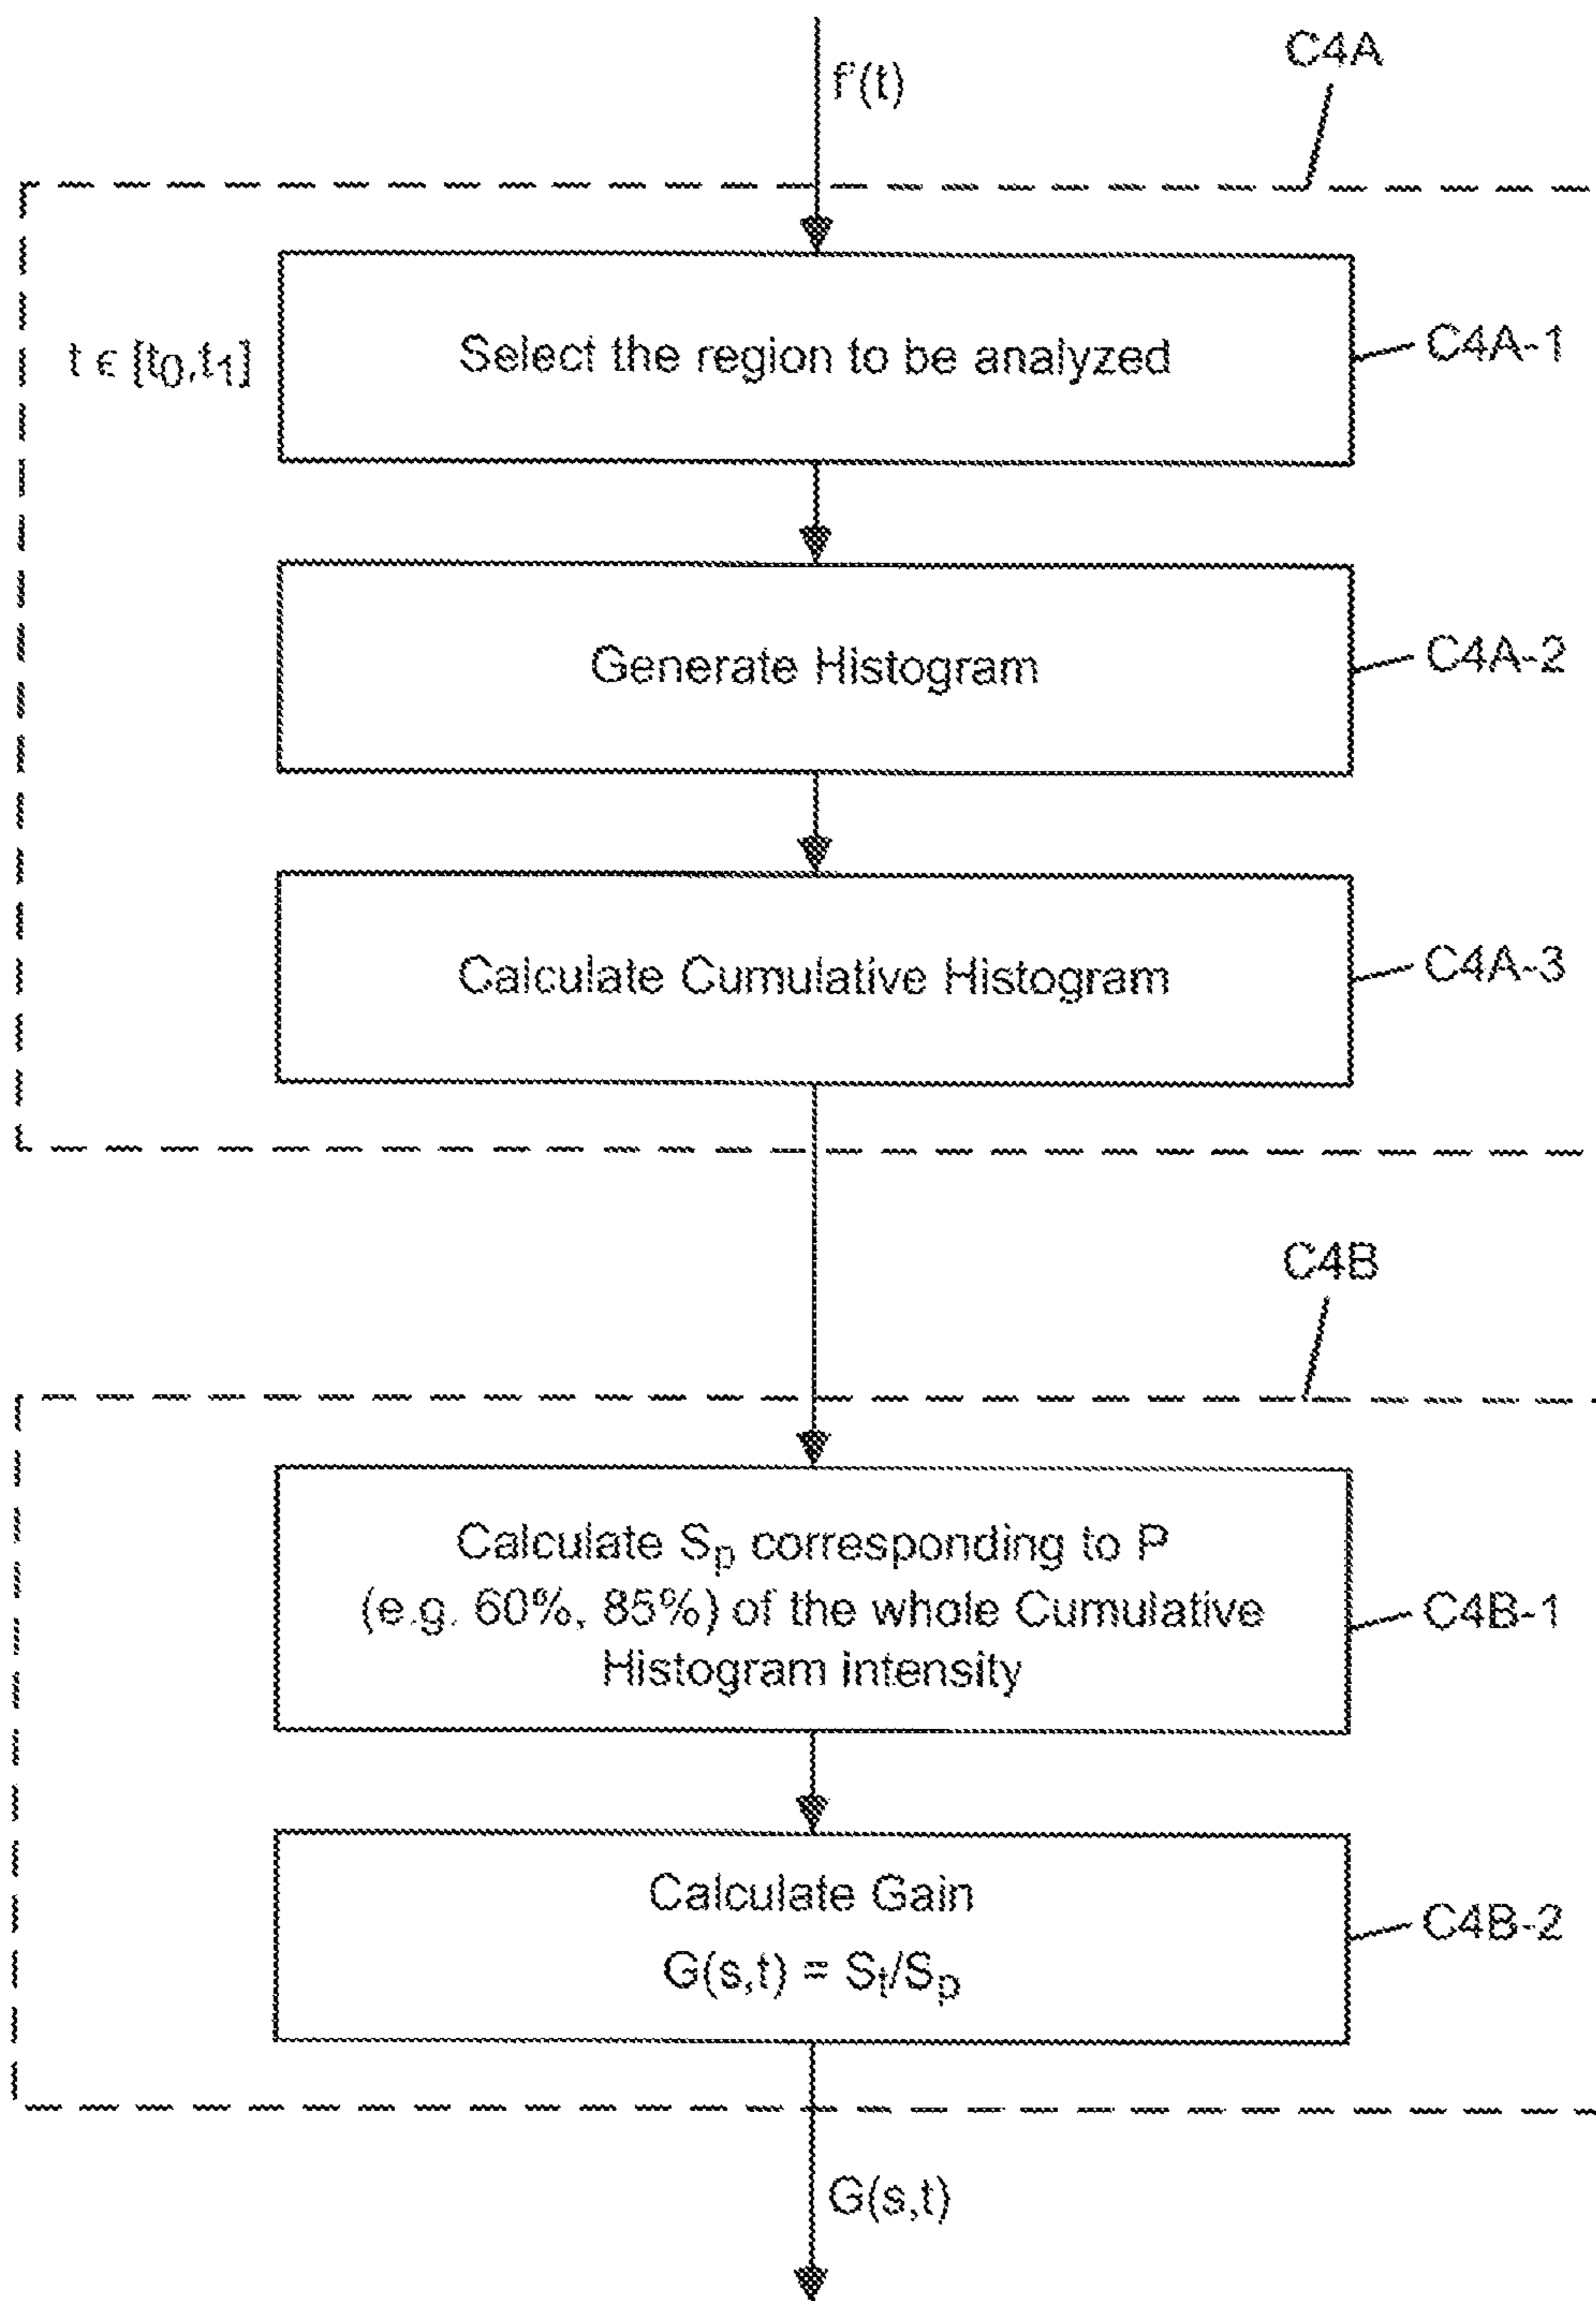 f'(t)
C4A
t ϵ [t₀,t₁]
Select the region to be analyzed
C4A-1
Generate Histogram
C4A-2
Calculate Cumulative Histogram
C4A-3
C4B
Calculate Sₚ corresponding to P
(e.g. 60%, 85%) of the whole Cumulative
Histogram intensity
C4B-1
Calculate Gain
G(s,t) = Sₜ/Sₚ
C4B-2
G(s,t)